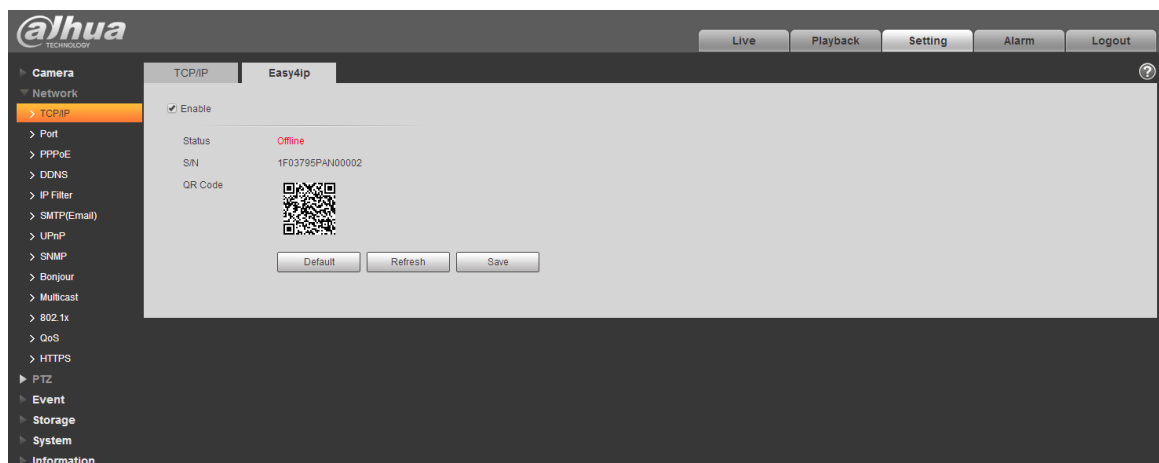 alhua
TECHNOLOGY
Live Playback Setting Alarm Logout
Camera
Network
TCP/IP
Port
PPPoE
DDNS
IP Filter
SMTP(Email)
UPnP
SNMP
Bonjour
Multicast
802.1x
QoS
HTTPS
PTZ
Event
Storage
System
Information
TCP/IP Easy4ip
?
Enable
Status Offline
S/N 1F03795PAN00002
QR Code
Default Refresh Save